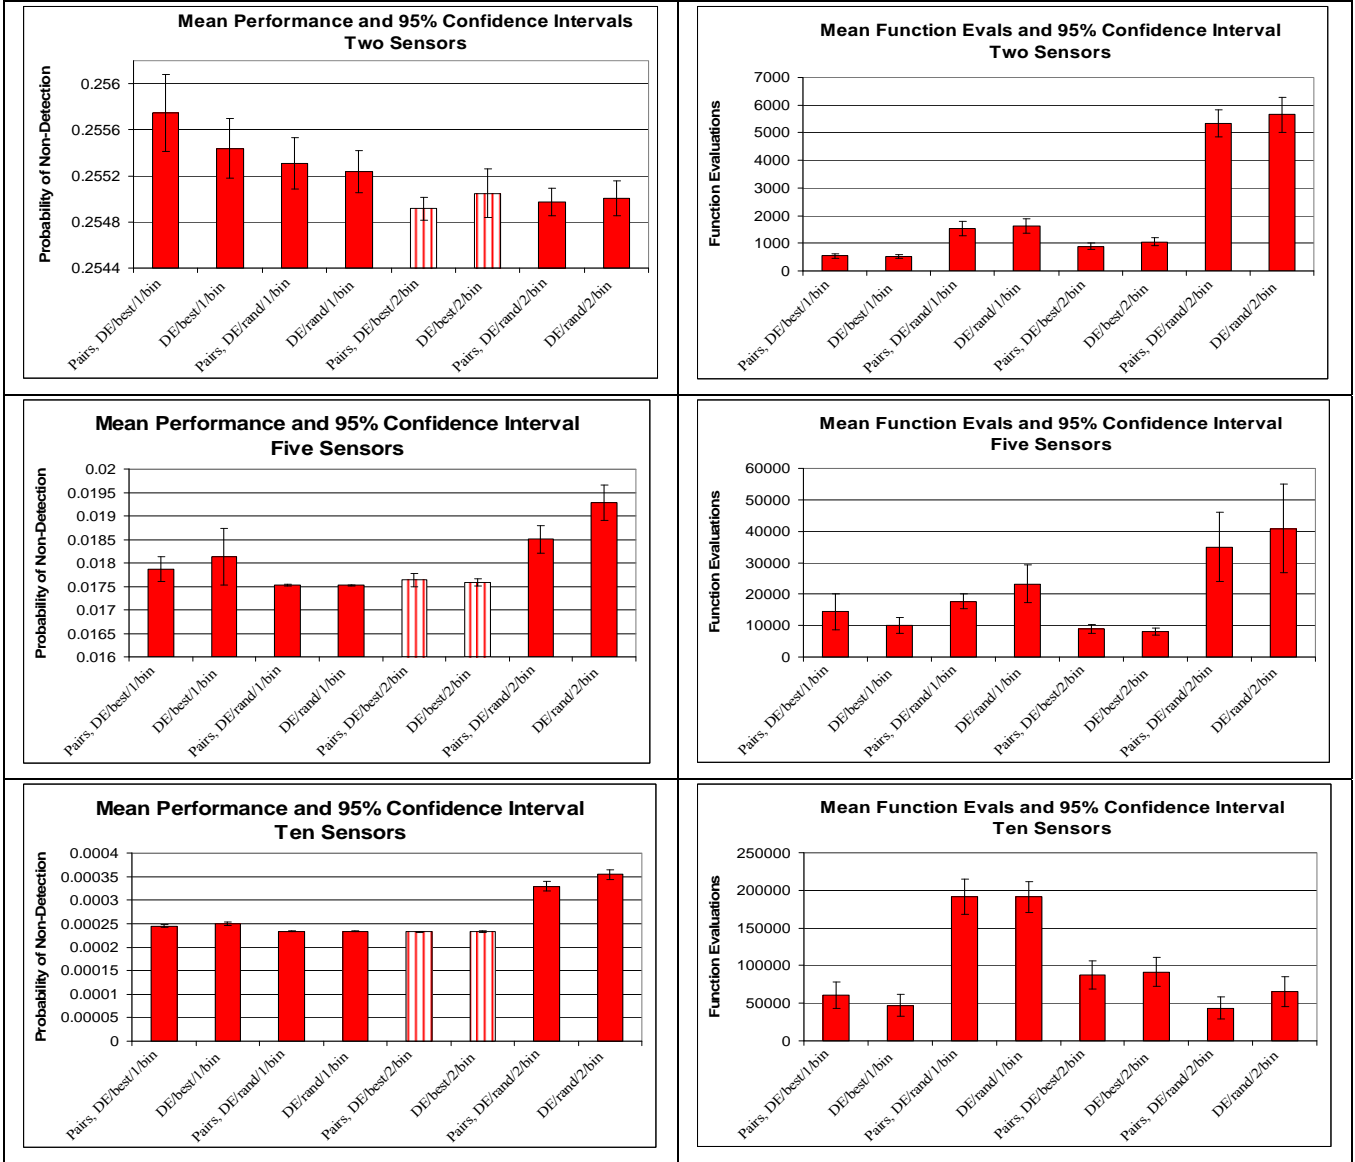 Mean Performance and 95% Confidence Intervals
Two Sensors
Probability of Non-Detection
0.256
0.2556
0.2552
0.2548
0.2544
Pairs, DE/best/1/bin
DE/best/1/bin
Pairs, DE/rand/1/bin
DE/rand/1/bin
Pairs, DE/best/2/bin
DE/best/2/bin
Pairs, DE/rand/2/bin
DE/rand/2/bin
Mean Function Evals and 95% Confidence Interval
Two Sensors
Function Evaluations
7000
6000
5000
4000
3000
2000
1000
0
Pairs, DE/best/1/bin
DE/best/1/bin
Pairs, DE/rand/1/bin
DE/rand/1/bin
Pairs, DE/best/2/bin
DE/best/2/bin
Pairs, DE/rand/2/bin
DE/rand/2/bin
Mean Performance and 95% Confidence Interval
Five Sensors
Probability of Non-Detection
0.02
0.0195
0.019
0.0185
0.018
0.0175
0.017
0.0165
0.016
Pairs, DE/best/1/bin
DE/best/1/bin
Pairs, DE/rand/1/bin
DE/rand/1/bin
Pairs, DE/best/2/bin
DE/best/2/bin
Pairs, DE/rand/2/bin
DE/rand/2/bin
Mean Function Evals and 95% Confidence Interval
Five Sensors
Function Evaluations
60000
50000
40000
30000
20000
10000
0
Pairs, DE/best/1/bin
DE/best/1/bin
Pairs, DE/rand/1/bin
DE/rand/1/bin
Pairs, DE/best/2/bin
DE/best/2/bin
Pairs, DE/rand/2/bin
DE/rand/2/bin
Mean Performance and 95% Confidence Interval
Ten Sensors
Probability of Non-Detection
0.0004
0.00035
0.0003
0.00025
0.0002
0.00015
0.0001
0.00005
0
Pairs, DE/best/1/bin
DE/best/1/bin
Pairs, DE/rand/1/bin
DE/rand/1/bin
Pairs, DE/best/2/bin
DE/best/2/bin
Pairs, DE/rand/2/bin
DE/rand/2/bin
Mean Function Evals and 95% Confidence Interval
Ten Sensors
Function Evaluations
250000
200000
150000
100000
50000
0
Pairs, DE/best/1/bin
DE/best/1/bin
Pairs, DE/rand/1/bin
DE/rand/1/bin
Pairs, DE/best/2/bin
DE/best/2/bin
Pairs, DE/rand/2/bin
DE/rand/2/bin